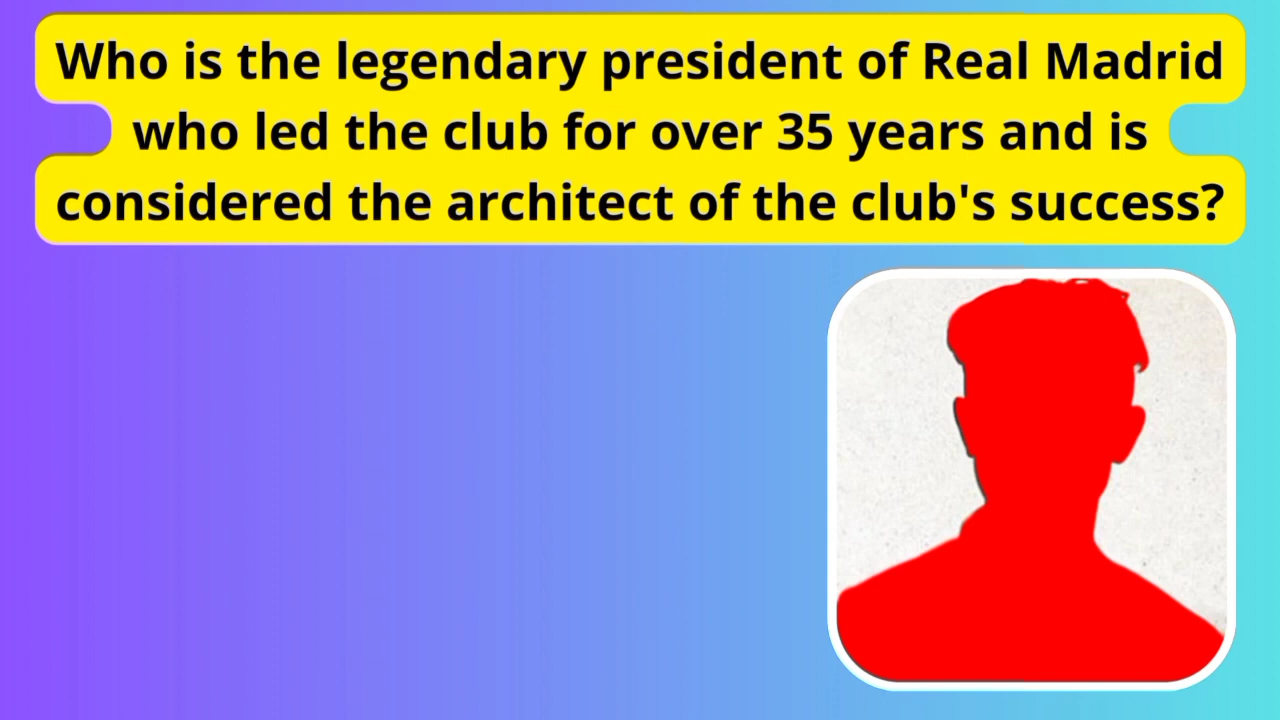 Who is the legendary president of Real Madrid
who led the club for over 35 years and is
considered the architect of the club's success?